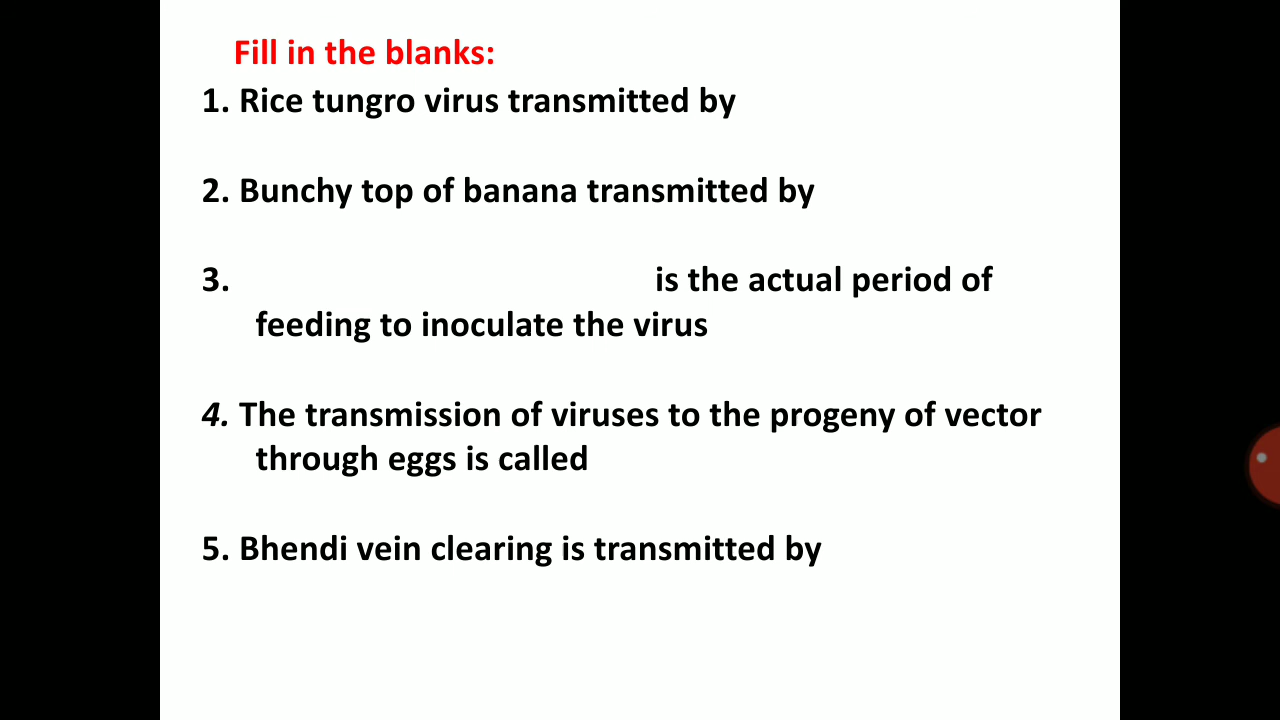 Fill in the blanks:
1. Rice tungro virus transmitted by
2. Bunchy top of banana transmitted by
3. is the actual period of
feeding to inoculate the virus
4. The transmission of viruses to the progeny of vector
through eggs is called
5. Bhendi vein clearing is transmitted by